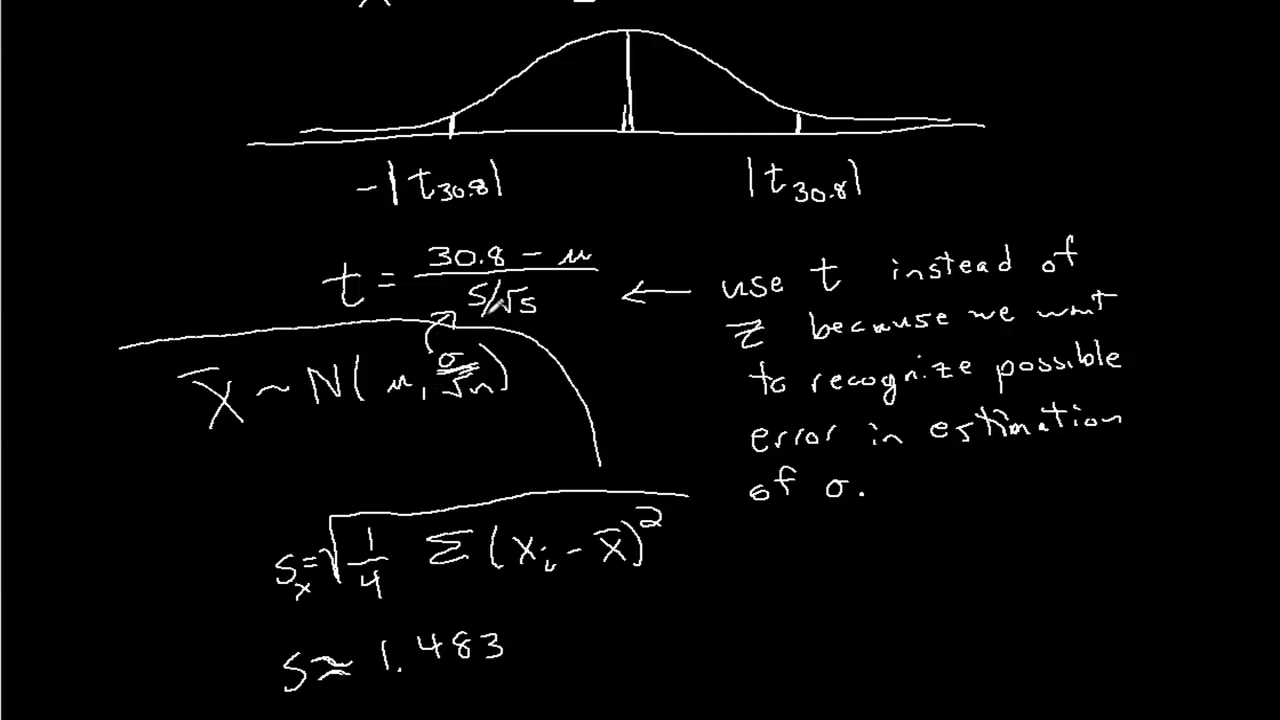 -|t30.8| |t30.8|
t = 30.8 - μ / s/√5
← use t instead of
z because we want
to recognize possible
error in estimation
of σ.
x̄ ~ N(μ, σ/√n)
sx = √1/4 Σ(xi - x̄)²
s ≈ 1.483